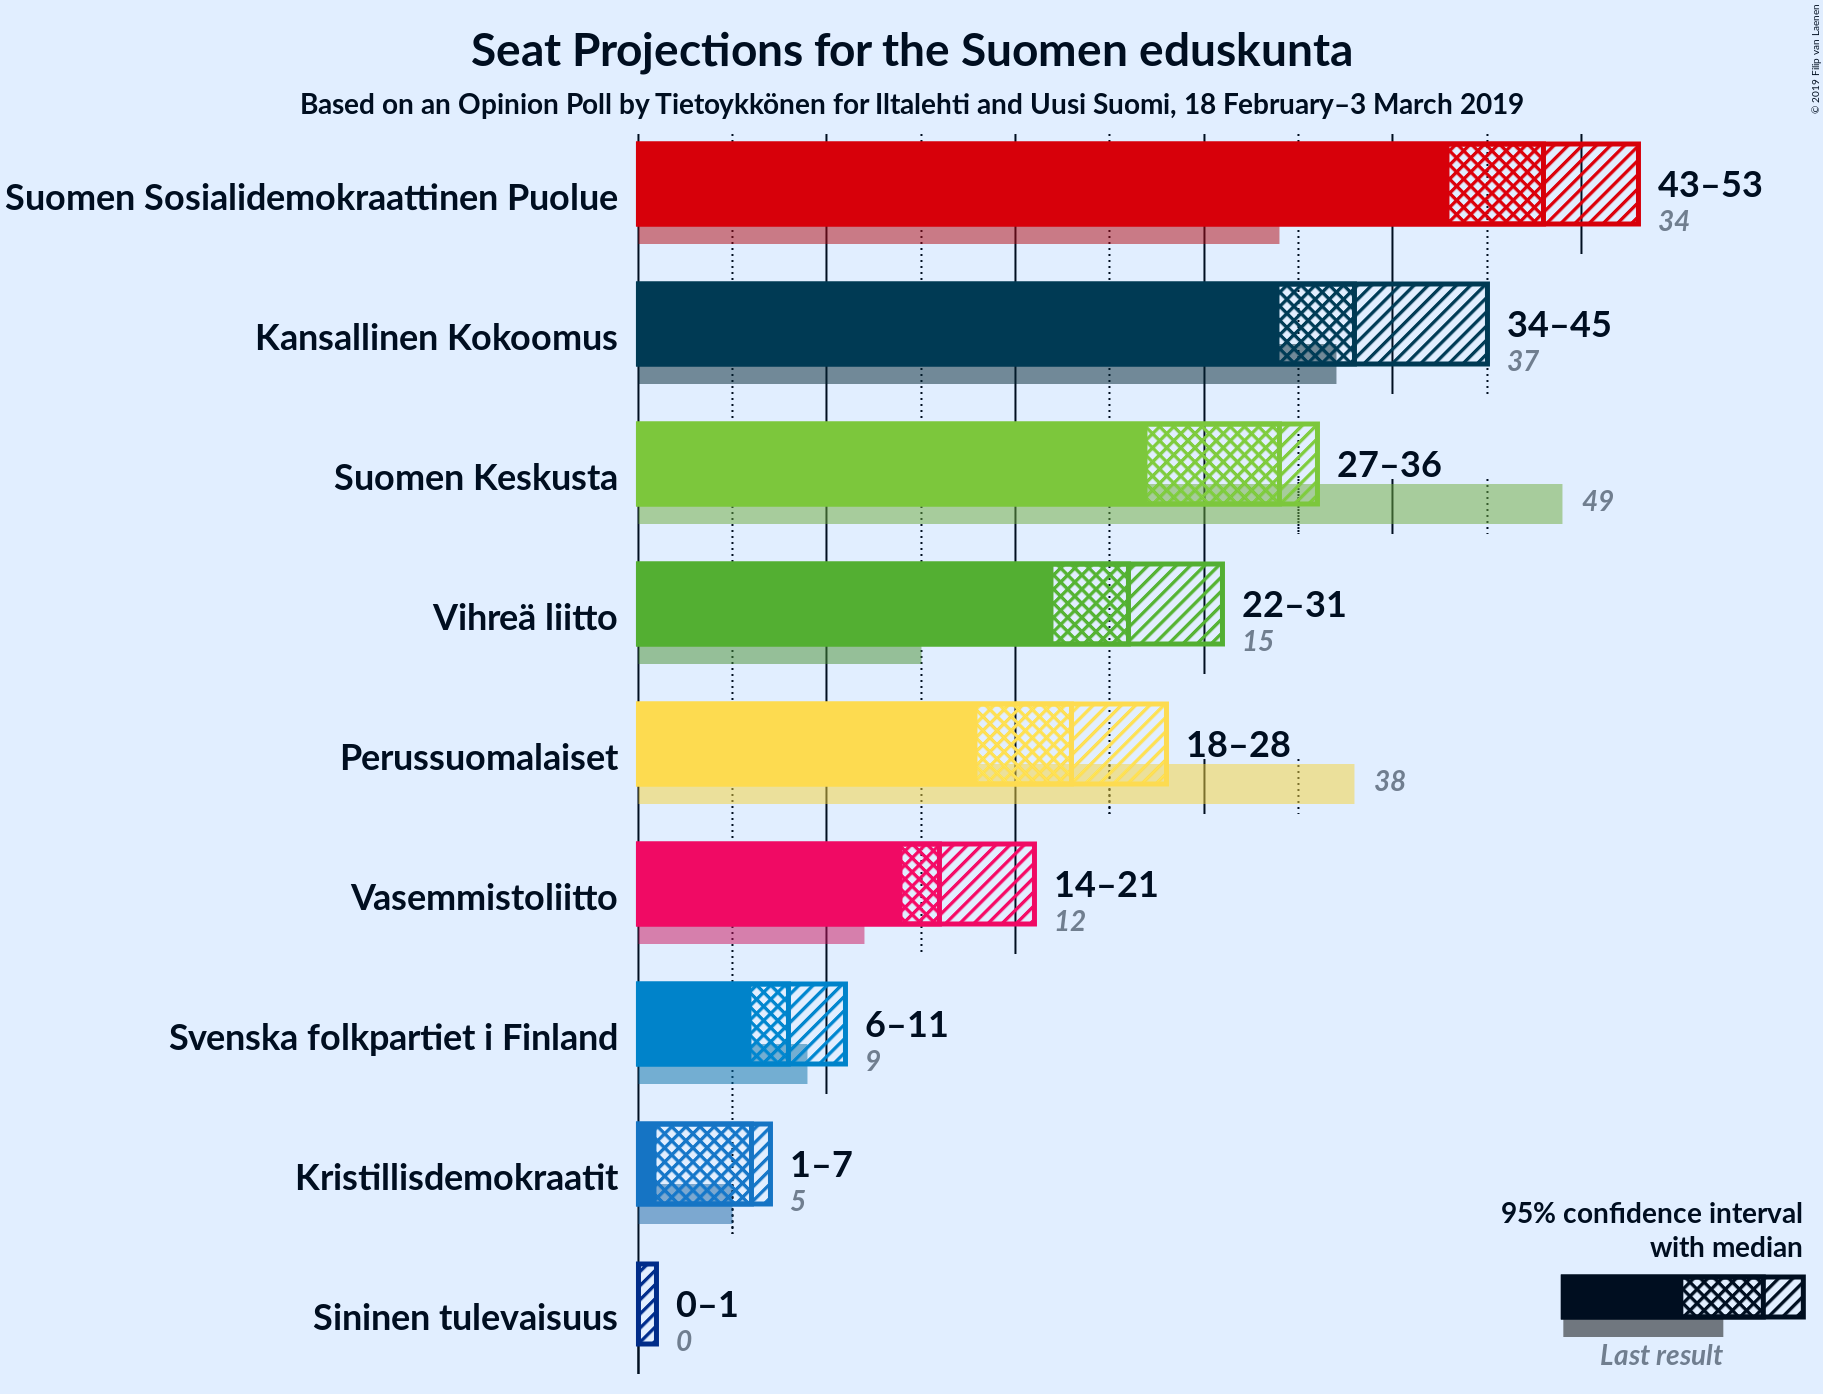 Seat Projections for the Suomen eduskunta
Based on an Opinion Poll by Tietoykkönen for Iltalehti and Uusi Suomi, 18 February–3 March 2019
© 2019 Filip van Laenen
Suomen Sosialidemokraattinen Puolue
43–53
34
Kansallinen Kokoomus
34–45
37
Suomen Keskusta
27–36
49
Vihreä liitto
22–31
15
Perussuomalaiset
18–28
38
Vasemmistoliitto
14–21
12
Svenska folkpartiet i Finland
6–11
9
Kristillisdemokraatit
1–7
5
Sininen tulevaisuus
0–1
0
95% confidence interval
with median
Last result